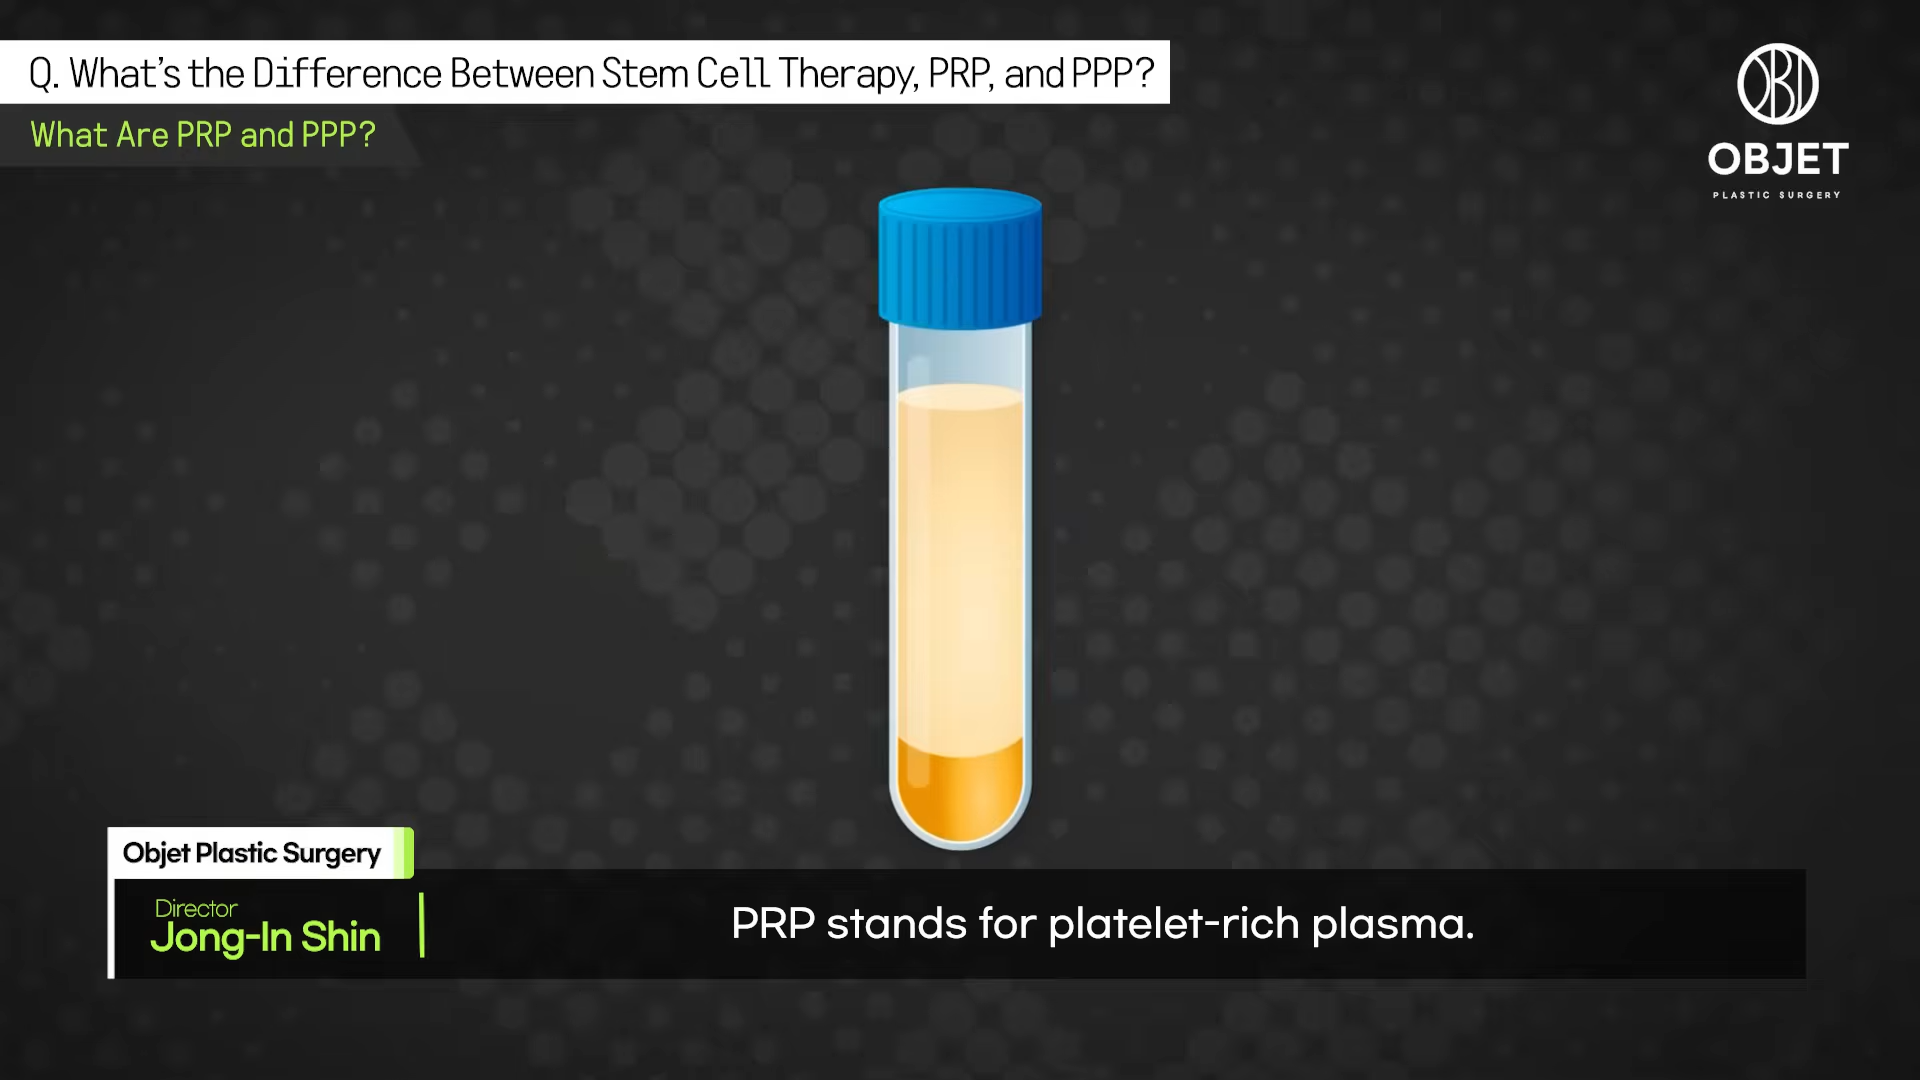 Q. What's the Difference Between Stem Cell Therapy, PRP, and PPP?
What Are PRP and PPP?
OBJET
PLASTIC SURGERY
Objet Plastic Surgery
Director
Jong-In Shin
PRP stands for platelet-rich plasma.